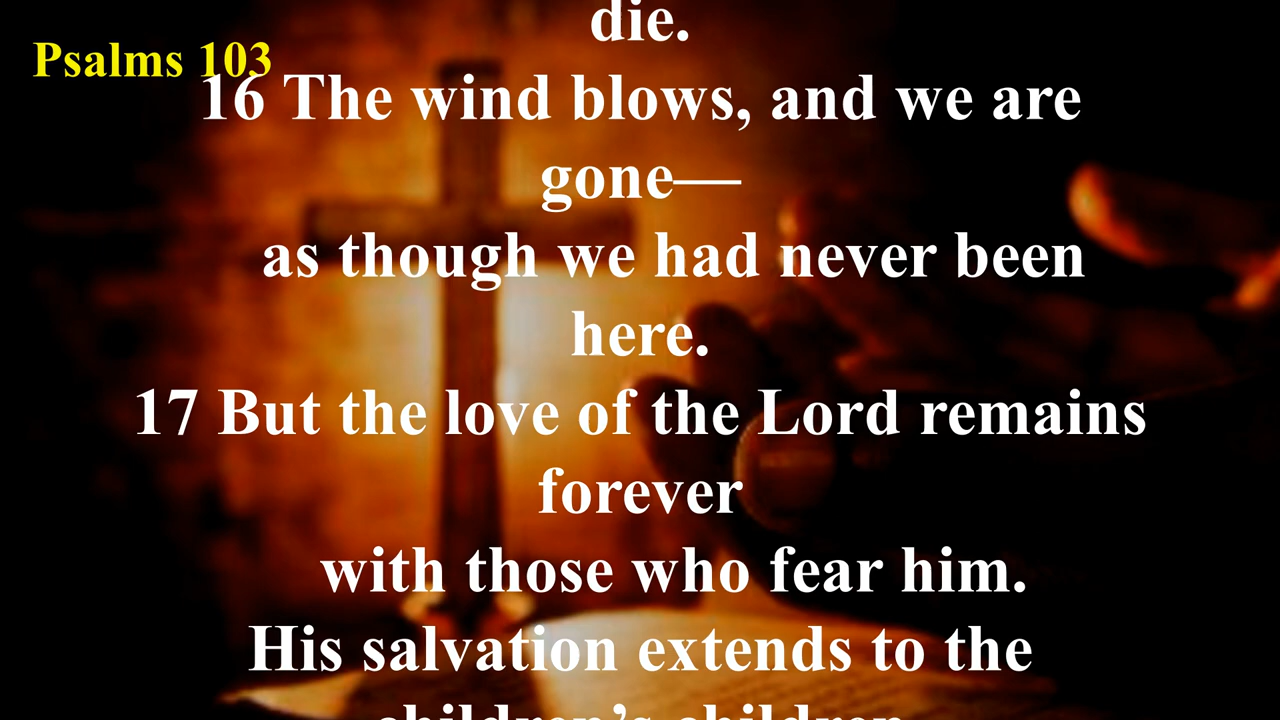 die.
Psalms 103
16 The wind blows, and we are
gone—
as though we had never been
here.
17 But the love of the Lord remains
forever
with those who fear him.
His salvation extends to the
children’s children